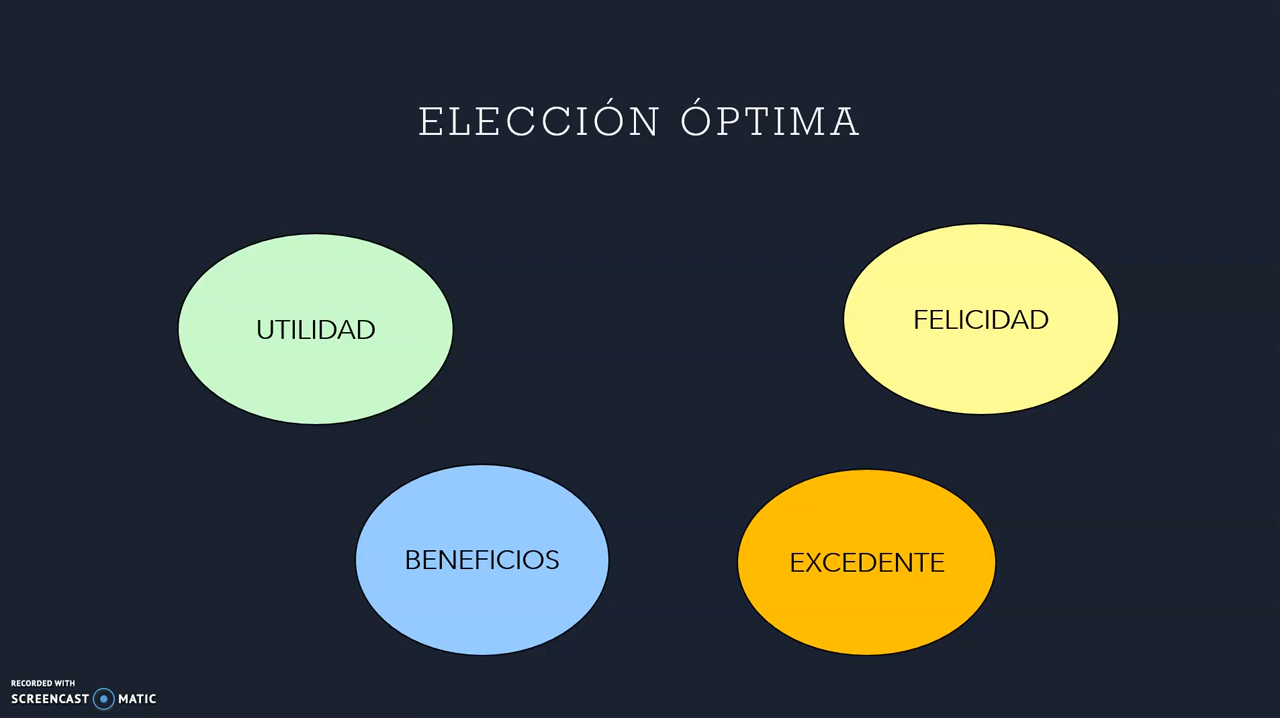 ELECCIÓN ÓPTIMA
UTILIDAD
FELICIDAD
BENEFICIOS
EXCEDENTE
RECORDED WITH
SCREENCAST MATIC